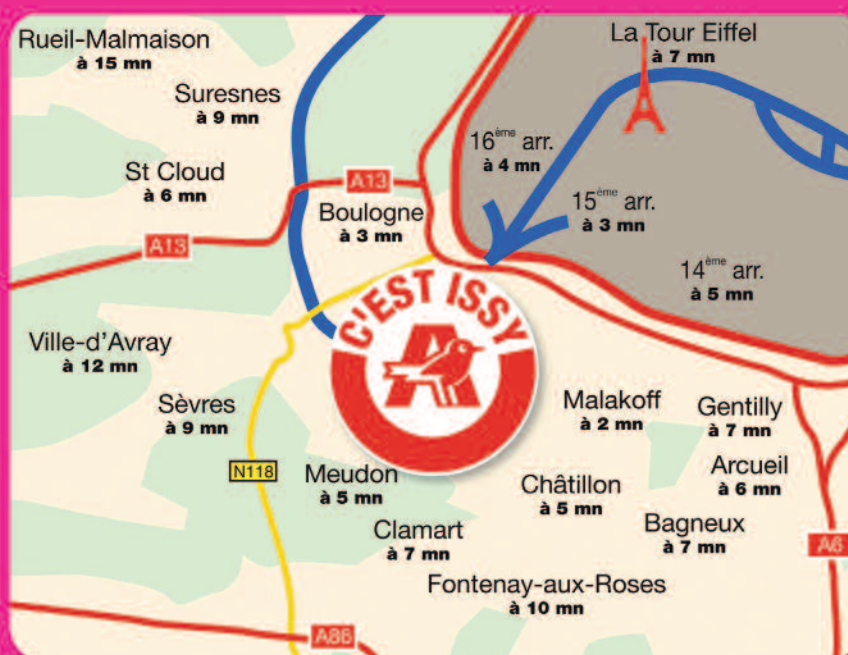 Rueil-Malmaison
à 15 mn
La Tour Eiffel
à 7 mn
Suresnes
à 9 mn
16ème arr.
à 4 mn
St Cloud
à 6 mn
A13
15ème arr.
à 3 mn
Boulogne
à 3 mn
A13
14ème arr.
à 5 mn
C'EST ISSY
A
Ville-d'Avray
à 12 mn
Sèvres
à 9 mn
Malakoff
à 2 mn
Gentilly
à 7 mn
N118
Meudon
à 5 mn
Châtillon
à 5 mn
Arcueil
à 6 mn
Clamart
à 7 mn
Bagneux
à 7 mn
A6
Fontenay-aux-Roses
à 10 mn
A86